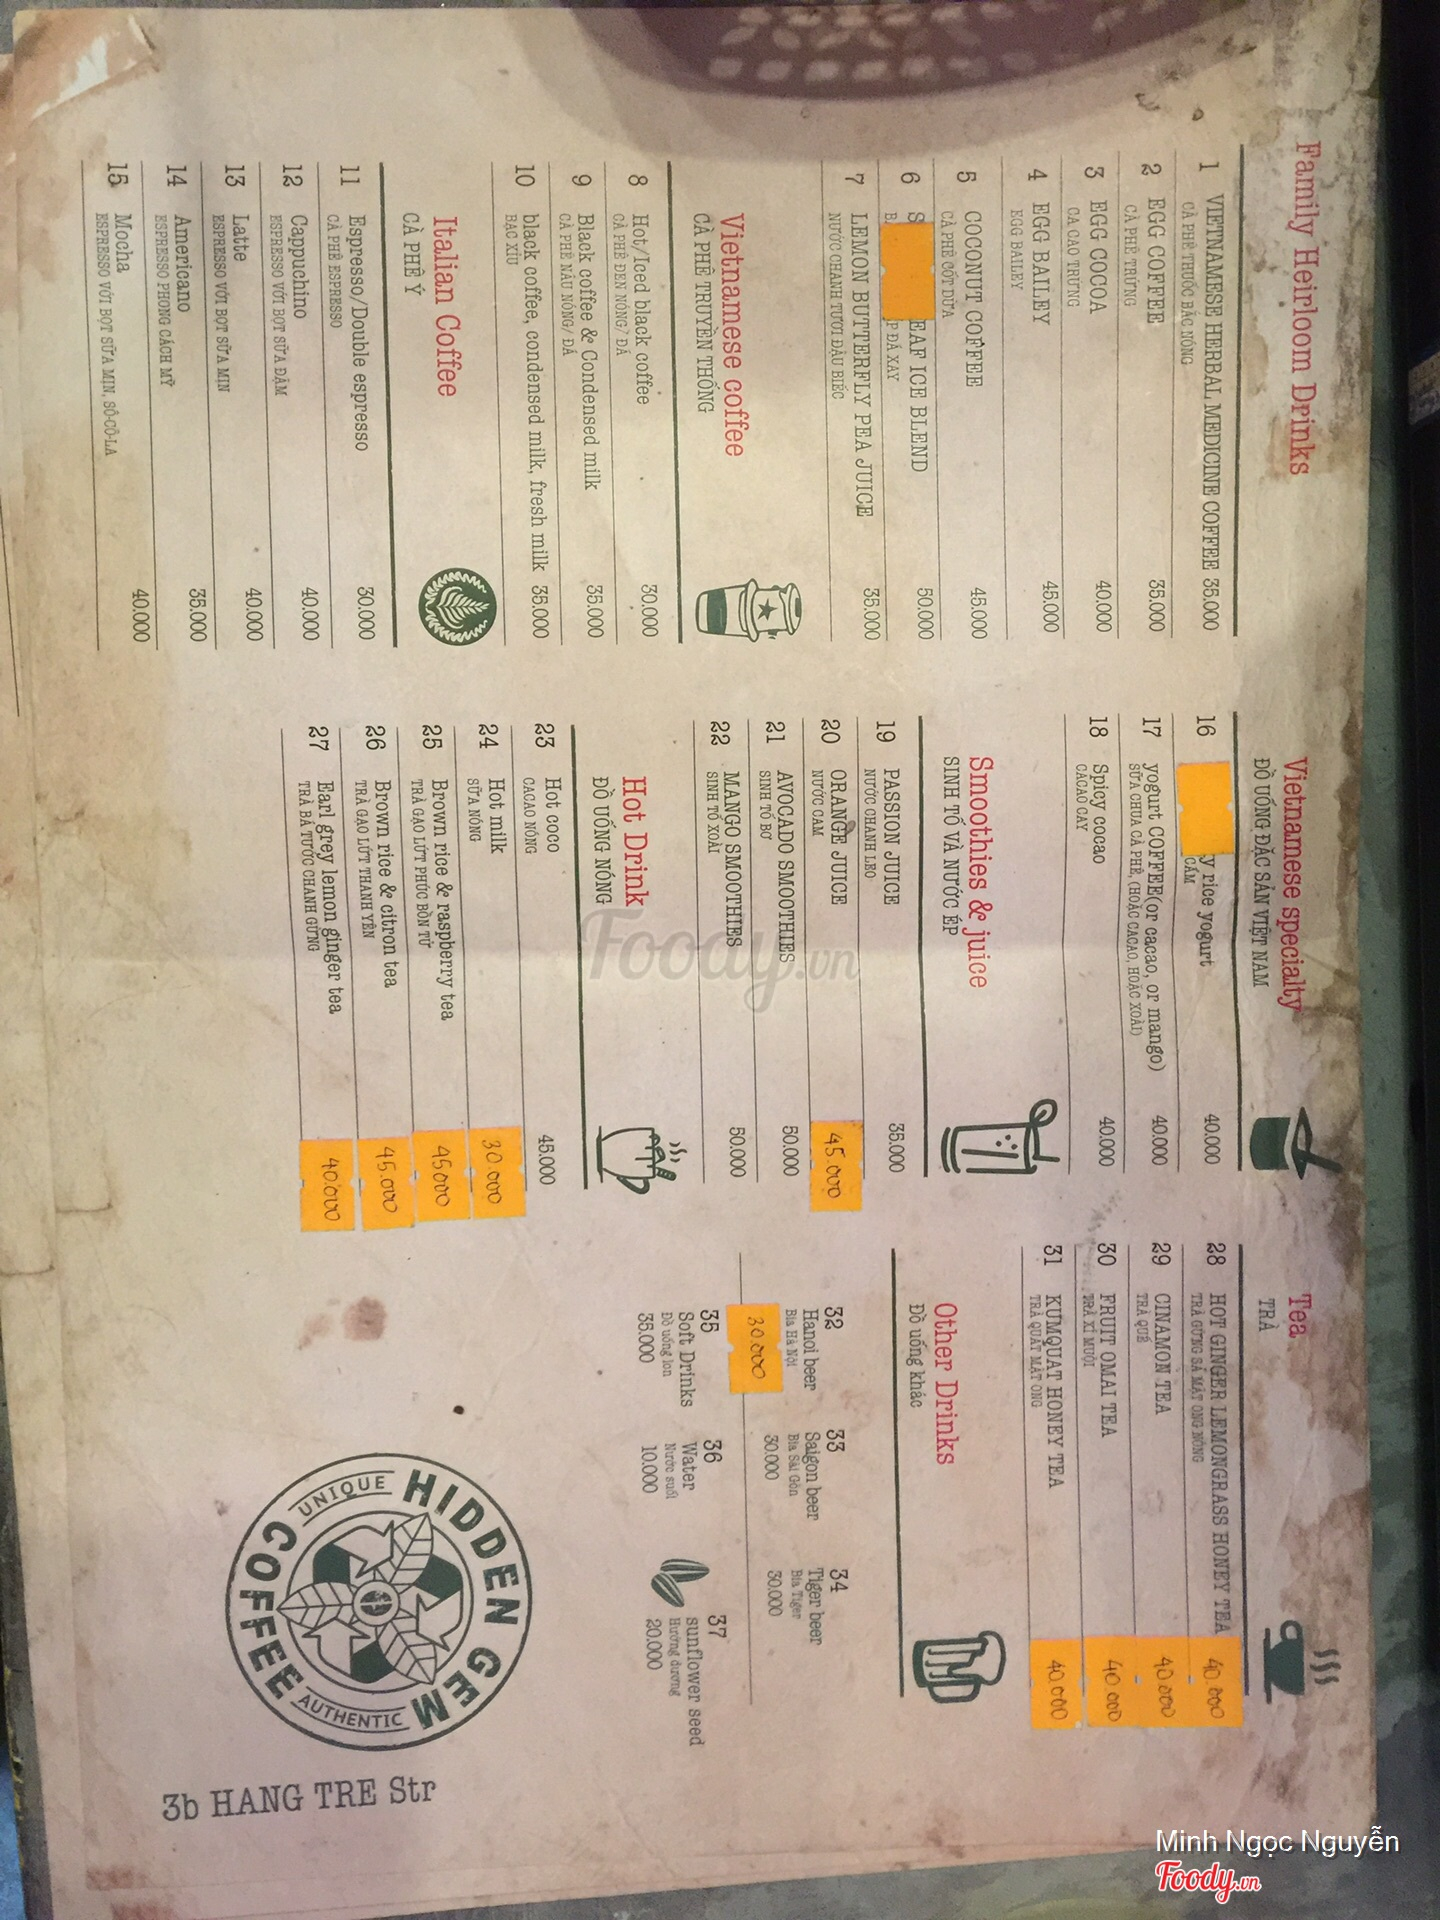 Family Heirloom Drinks
1 VIETNAMESE HERBAL MEDICINE COFFEE 35.000
CÀ PHÊ THUỐC BẮC NÓNG
2 EGG COFFEE 35.000
CÀ PHÊ TRỨNG
3 EGG COCOA 40.000
CA CAO TRỨNG
4 EGG BAILEY 45.000
EGG BAILEY
5 COCONUT COFFEE 45.000
CÀ PHÊ CỐT DỪA
6 EAF ICE BLEND 50.000
P ĐÁ XAY
7 LEMON BUTTERFLY PEA JUICE 35.000
NƯỚC CHANH TƯƠI ĐẬU BIẾC
Vietnamese coffee
CÀ PHÊ TRUYỀN THỐNG
8 Hot/Iced black coffee 30.000
CÀ PHÊ ĐEN NÓNG/ ĐÁ
9 Black coffee & Condensed milk 35.000
CÀ PHÊ NÂU NÓNG/ ĐÁ
10 black coffee, condensed milk, fresh milk 35.000
BẠC XỈU
Italian Coffee
CÀ PHÊ Ý
11 Espresso/Double espresso 30.000
CÀ PHÊ ESPRESSO
12 Cappuchino 40.000
ESPRESSO VỚI BỌT SỮA ĐẬM
13 Latte 40.000
ESPRESSO VỚI BỌT SỮA MỊN
14 Americano 35.000
ESPRESSO PHONG CÁCH MỸ
15 Mocha 40.000
ESPRESSO VỚI BỌT SỮA MỊN, SÔ-CÔ-LA
Vietnamese specialty
ĐỒ UỐNG ĐẶC SẢN VIỆT NAM
16 y rice yogurt 40.000
CẨM
17 yogurt COFFEE(or cacao, or mango) 40.000
SỮA CHUA CÀ PHÊ, (HOẶC CACAO, HOẶC XOÀI)
18 Spicy cocao 40.000
CACAO CAY
Smoothies & juice
SINH TỐ VÀ NƯỚC ÉP
19 PASSION JUICE 35.000
NƯỚC CHANH LEO
20 ORANGE JUICE 45.000
NƯỚC CAM
21 AVOCADO SMOOTHIES 50.000
SINH TỐ BƠ
22 MANGO SMOOTHIES 50.000
SINH TỐ XOÀI
Hot Drink
ĐỒ UỐNG NÓNG
23 Hot coco 45.000
CACAO NÓNG
24 Hot milk 30.000
SỮA NÓNG
25 Brown rice & raspberry tea 45.000
TRÀ GẠO LỨT PHÚC BỒN TỬ
26 Brown rice & citron tea 45.000
TRÀ GẠO LỨT THANH YÊN
27 Earl grey lemon ginger tea 40.000
TRÀ BÁ TƯỚC CHANH GỪNG
Tea
TRÀ
28 HOT GINGER LEMONGRASS HONEY TEA 40.000
TRÀ GỪNG SẢ MẬT ONG NÓNG
29 CINAMON TEA 40.000
TRÀ QUẾ
30 FRUIT OMAI TEA 40.000
TRÀ XÍ MUỘI
31 KUMQUAT HONEY TEA 40.000
TRÀ QUẤT MẬT ONG
Other Drinks
Đồ uống khác
32
Hanoi beer
Bia Hà Nội
30.000
33
Saigon beer
Bia Sài Gòn
30.000
34
Tiger beer
Bia Tiger
30.000
35
Soft Drinks
Đồ uống lon
35.000
36
Water
Nước suối
10.000
37
sunflower seed
Hướng dương
20.000
HIDDEN GEM
COFFEE
UNIQUE
AUTHENTIC
3b HANG TRE Str
Foody.vn
Minh Ngọc Nguyễn
Foody.vn